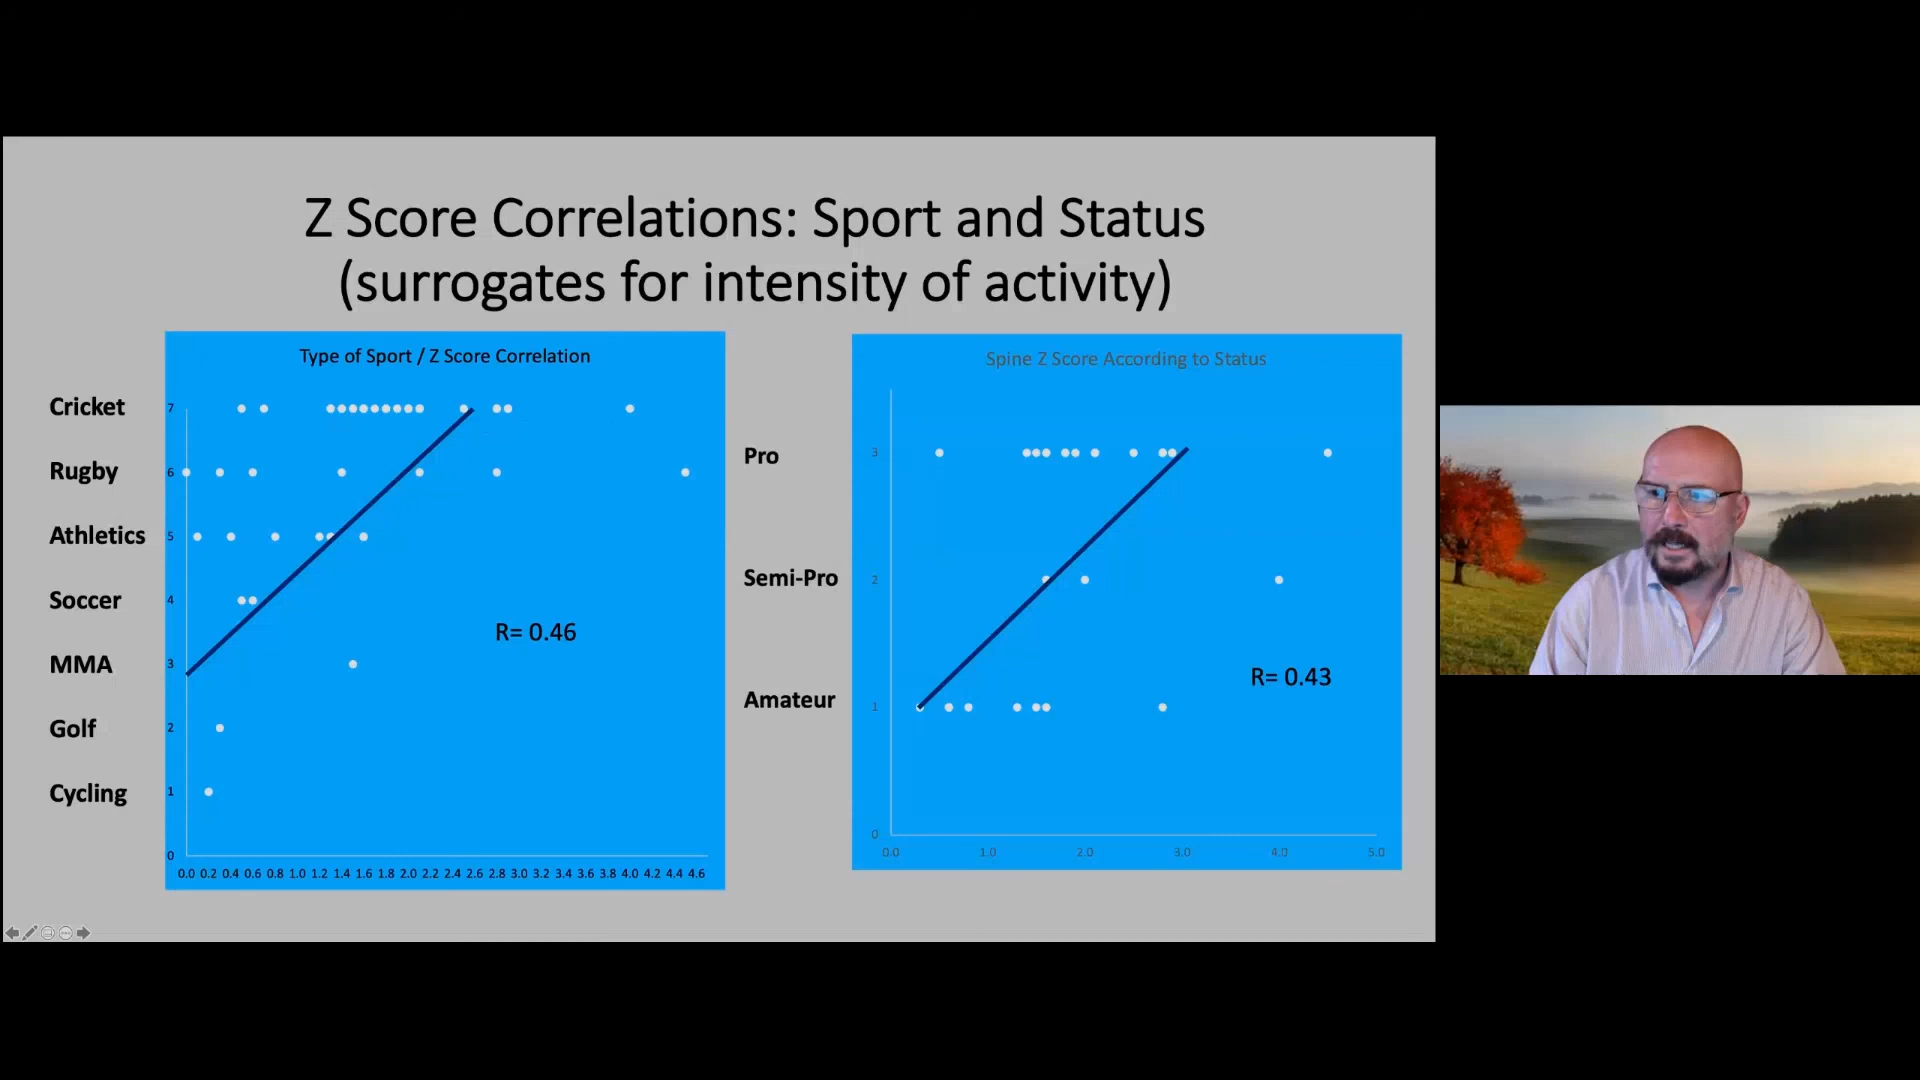 Z Score Correlations: Sport and Status
(surrogates for intensity of activity)
Type of Sport / Z Score Correlation
Cricket
Rugby
Athletics
Soccer
MMA
Golf
Cycling
7
6
5
4
3
2
1
0
0.0 0.2 0.4 0.6 0.8 1.0 1.2 1.4 1.6 1.8 2.0 2.2 2.4 2.6 2.8 3.0 3.2 3.4 3.6 3.8 4.0 4.2 4.4 4.6
R= 0.46
Spine Z Score According to Status
Pro
Semi-Pro
Amateur
3
2
1
0
0.0 1.0 2.0 3.0 4.0 5.0
R= 0.43